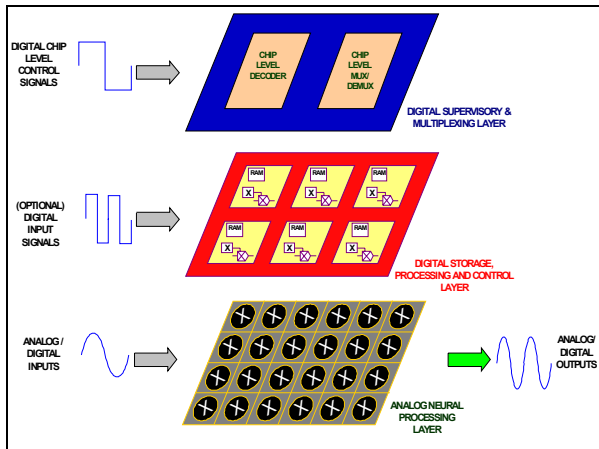 DIGITAL CHIP
LEVEL
CONTROL
SIGNALS
CHIP
LEVEL
DECODER
CHIP
LEVEL
MUX/
DEMUX
DIGITAL SUPERVISORY &
MULTIPLEXING LAYER
(OPTIONAL)
DIGITAL
INPUT
SIGNALS
RAM
RAM
RAM
X
X
X
RAM
RAM
RAM
X
X
X
DIGITAL STORAGE,
PROCESSING AND CONTROL
LAYER
ANALOG /
DIGITAL
INPUTS
ANALOG/
DIGITAL
OUTPUTS
ANALOG NEURAL
PROCESSING
LAYER